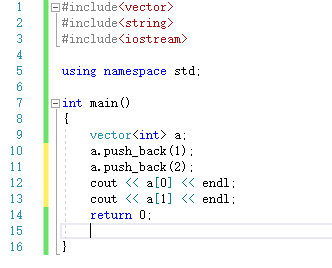 1 #include<vector>
2 #include<string>
3 #include<iostream>
4
5 using namespace std;
6
7 int main()
8 {
9 vector<int> a;
10 a.push_back(1);
11 a.push_back(2);
12 cout << a[0] << endl;
13 cout << a[1] << endl;
14 return 0;
15
16 }